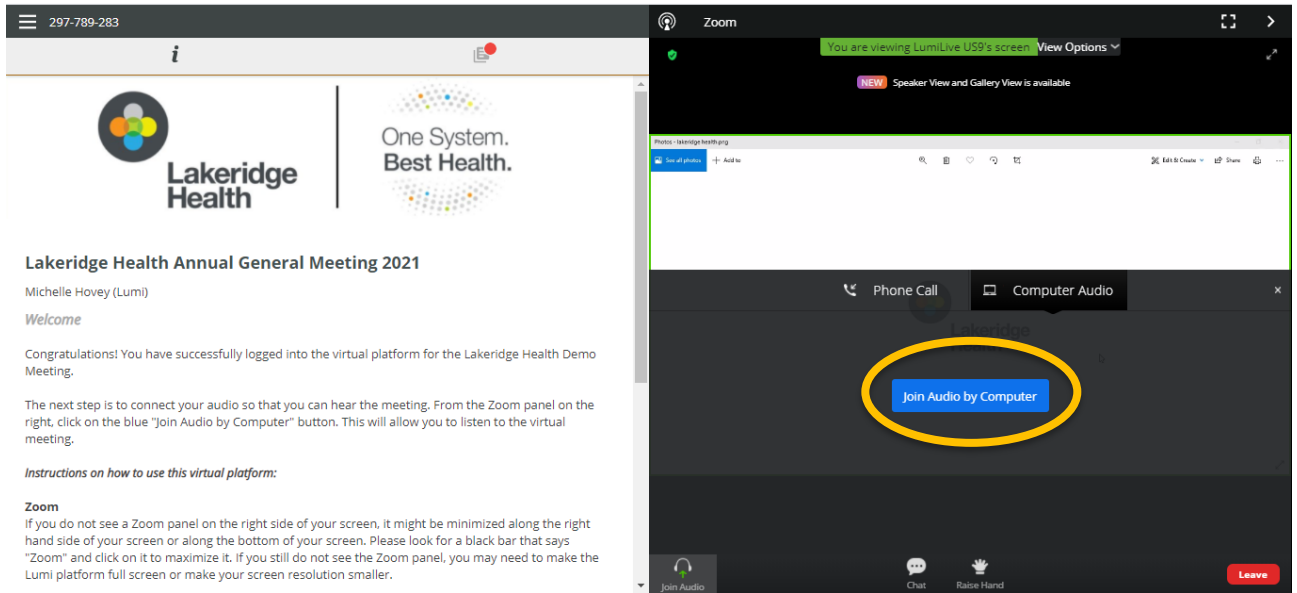 297-789-283
i
Lakeridge
Health
One System.
Best Health.
Lakeridge Health Annual General Meeting 2021
Michelle Hovey (Lumi)
Welcome
Congratulations! You have successfully logged into the virtual platform for the Lakeridge Health Demo
Meeting.
The next step is to connect your audio so that you can hear the meeting. From the Zoom panel on the
right, click on the blue "Join Audio by Computer" button. This will allow you to listen to the virtual
meeting.
Instructions on how to use this virtual platform:
Zoom
If you do not see a Zoom panel on the right side of your screen, it might be minimized along the right
hand side of your screen or along the bottom of your screen. Please look for a black bar that says
"Zoom" and click on it to maximize it. If you still do not see the Zoom panel, you may need to make the
Lumi platform full screen or make your screen resolution smaller.
Zoom
You are viewing LumiLive US9's screen View Options
NEW Speaker View and Gallery View is available
Photos - lakeridge health.png
See all photos + Add to Edit & Create Share
Phone Call Computer Audio
Lakeridge
Join Audio by Computer
Join Audio Chat Raise Hand Leave